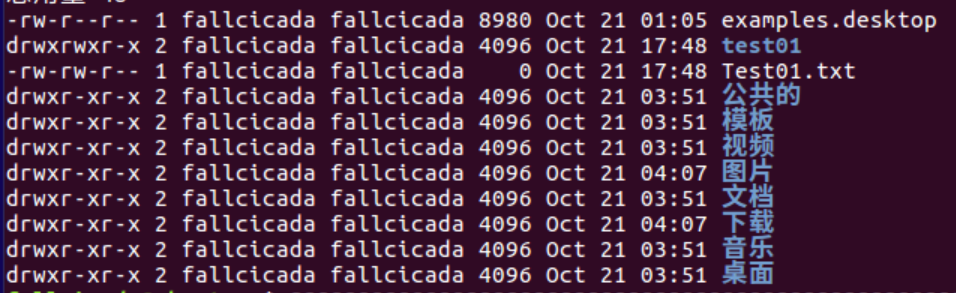 -rw-r--r-- 1 fallcicada fallcicada 8980 Oct 21 01:05 examples.desktop
drwxrwxr-x 2 fallcicada fallcicada 4096 Oct 21 17:48 test01
-rw-rw-r-- 1 fallcicada fallcicada    0 Oct 21 17:48 Test01.txt
drwxr-xr-x 2 fallcicada fallcicada 4096 Oct 21 03:51 公共的
drwxr-xr-x 2 fallcicada fallcicada 4096 Oct 21 03:51 模板
drwxr-xr-x 2 fallcicada fallcicada 4096 Oct 21 03:51 视频
drwxr-xr-x 2 fallcicada fallcicada 4096 Oct 21 04:07 图片
drwxr-xr-x 2 fallcicada fallcicada 4096 Oct 21 03:51 文档
drwxr-xr-x 2 fallcicada fallcicada 4096 Oct 21 04:07 下载
drwxr-xr-x 2 fallcicada fallcicada 4096 Oct 21 03:51 音乐
drwxr-xr-x 2 fallcicada fallcicada 4096 Oct 21 03:51 桌面